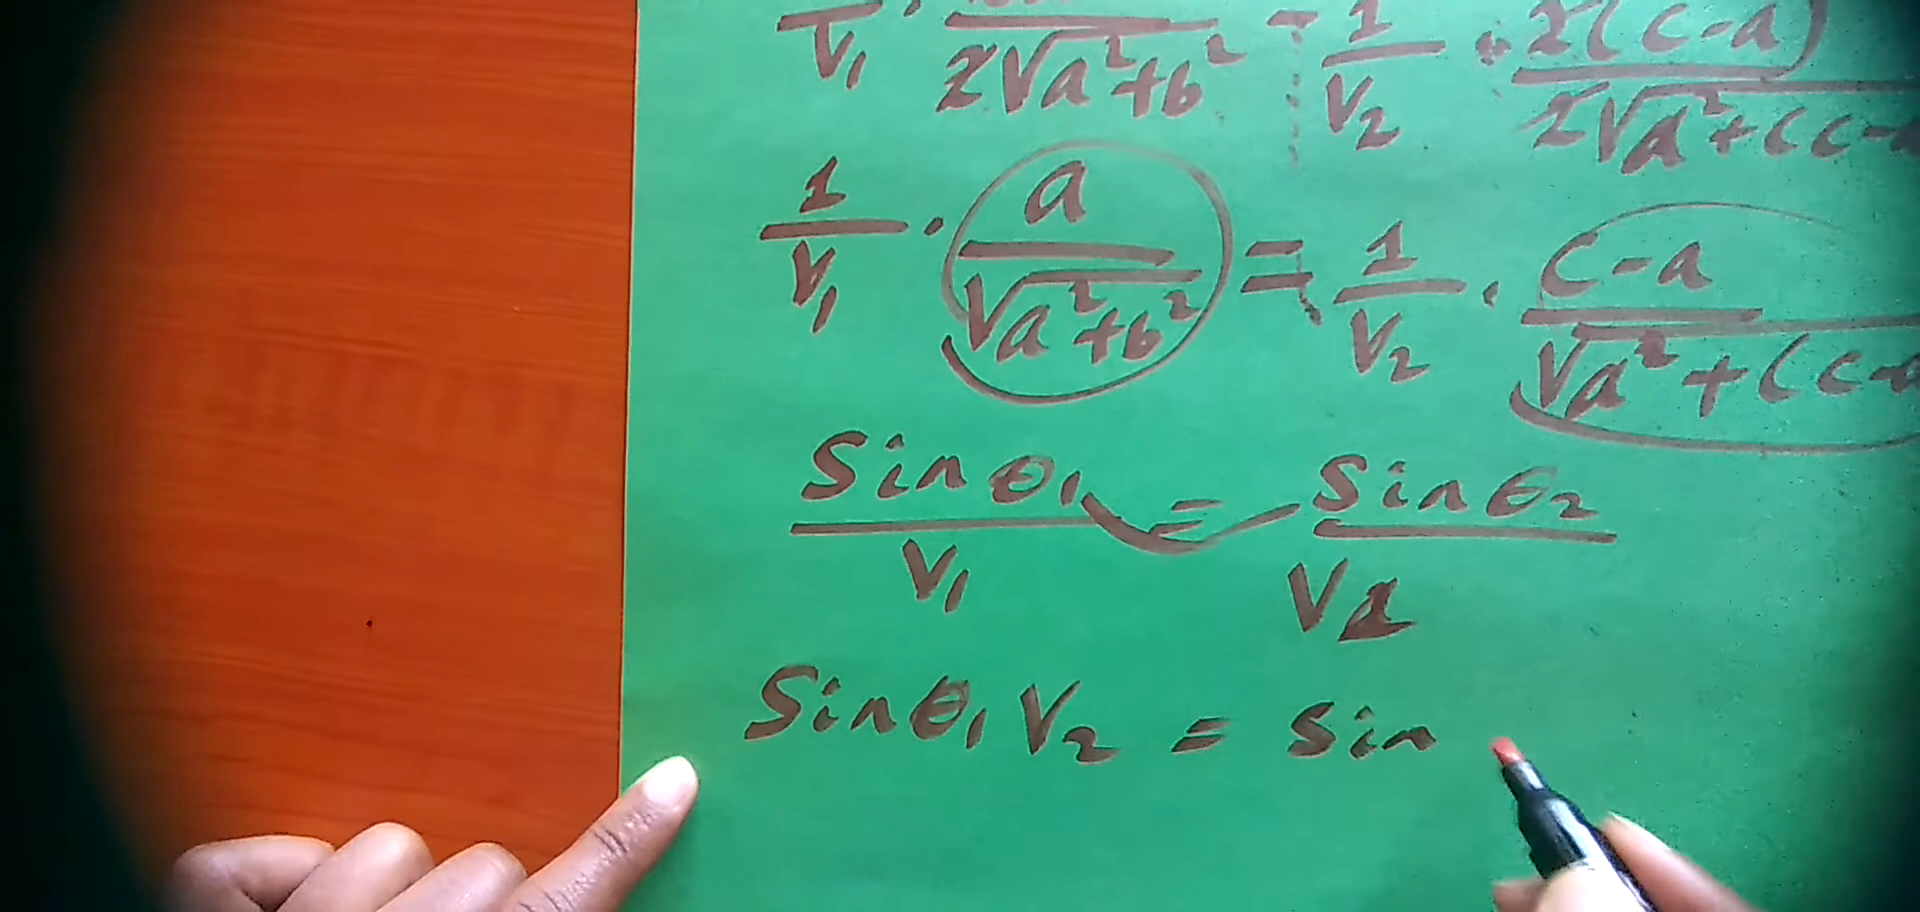 1/V₁ · /2√a²+b² = 1/V₂ · 2(c-a)/2√a²+(c-
1/V₁ · a/√a²+b² = 1/V₂ · c-a/√a²+(c-a
Sinθ₁/V₁ = Sinθ₂/V₂
Sinθ₁ V₂ = Sin